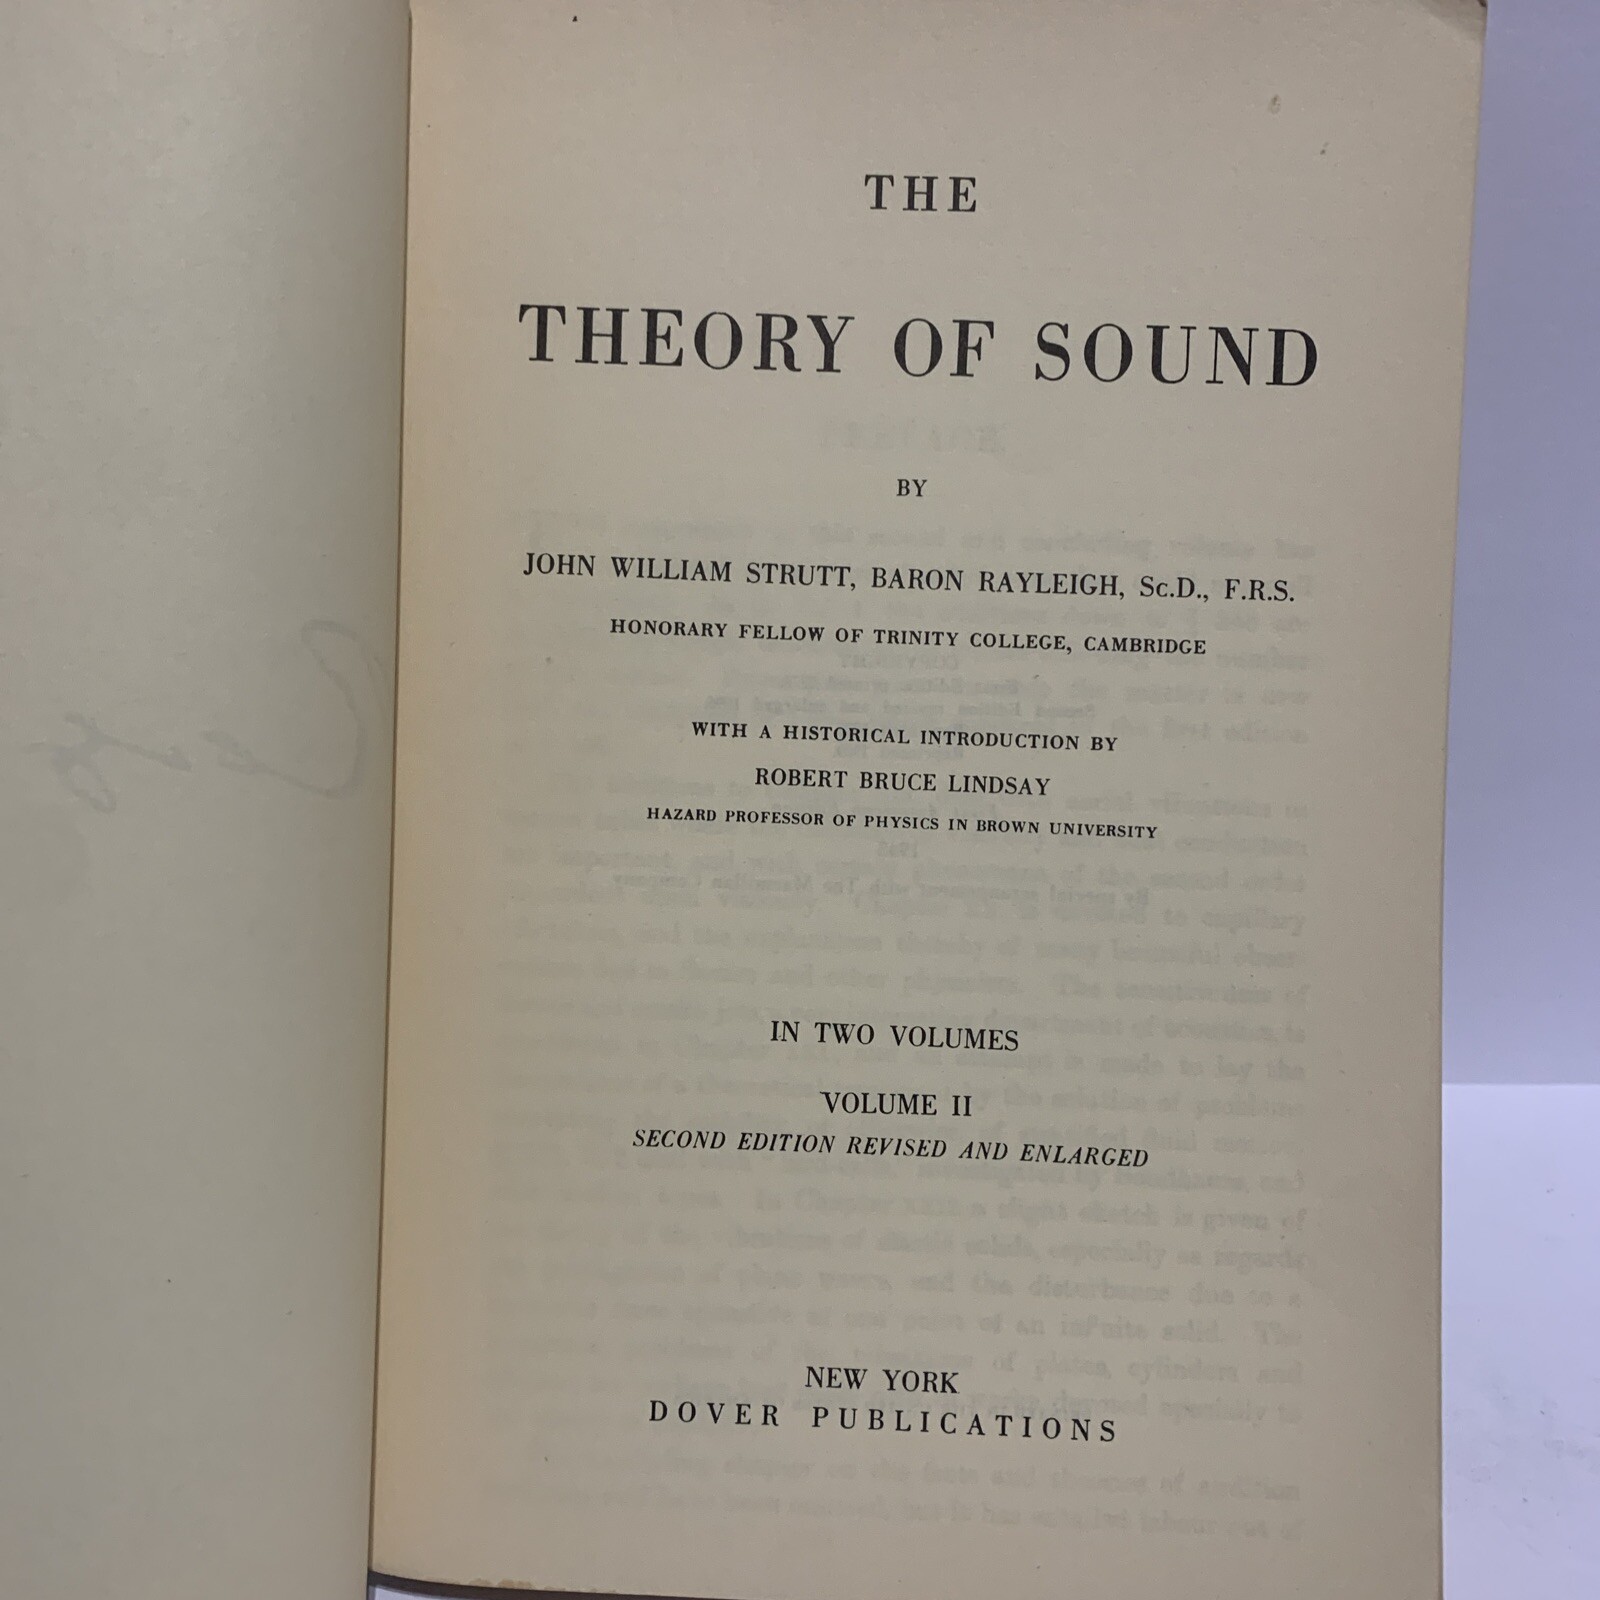 THE
THEORY OF SOUND
BY
JOHN WILLIAM STRUTT, BARON RAYLEIGH, Sc.D., F.R.S.
HONORARY FELLOW OF TRINITY COLLEGE, CAMBRIDGE
WITH A HISTORICAL INTRODUCTION BY
ROBERT BRUCE LINDSAY
HAZARD PROFESSOR OF PHYSICS IN BROWN UNIVERSITY
IN TWO VOLUMES
VOLUME II
SECOND EDITION REVISED AND ENLARGED
NEW YORK
DOVER PUBLICATIONS